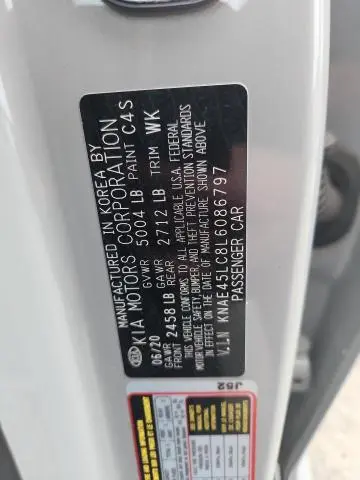 MANUFACTURED IN KOREA BY
KIA MOTORS CORPORATION
06/20 GVWR 5004 LB PAINT C4S
GAWR FRONT 2458 LB GAWR REAR 2712 LB TRIM WK
THIS VEHICLE CONFORMS TO ALL APPLICABLE U.S.A. FEDERAL
MOTOR VEHICLE SAFETY, BUMPER, AND THEFT PREVENTION STANDARDS
IN EFFECT ON THE DATE OF MANUFACTURE SHOWN ABOVE
V.I.N KNAE45LC8L6086797
PASSENGER CAR
J52